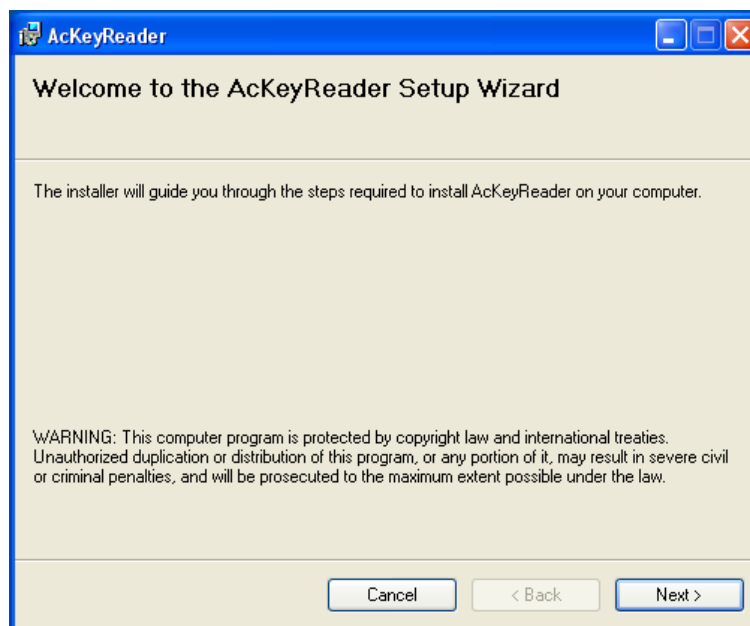 AcKeyReader
Welcome to the AcKeyReader Setup Wizard
The installer will guide you through the steps required to install AcKeyReader on your computer.
WARNING: This computer program is protected by copyright law and international treaties.
Unauthorized duplication or distribution of this program, or any portion of it, may result in severe civil
or criminal penalties, and will be prosecuted to the maximum extent possible under the law.
Cancel
< Back
Next >